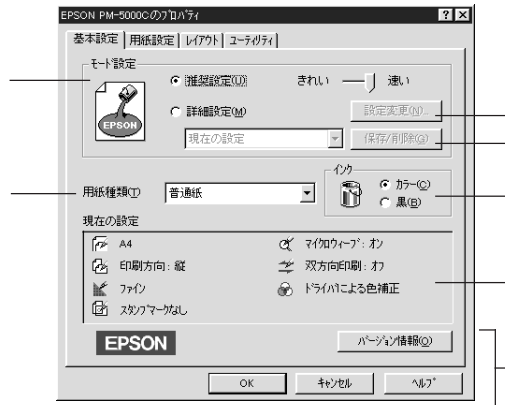 EPSON PM-5000Cのプロパティ
基本設定 用紙設定 レイアウト ユーティリティ
モード設定
推奨設定(U)
きれい 速い
EPSON
詳細設定(M)
設定変更(N)...
現在の設定
保存/削除(G)
用紙種類(T)
普通紙
インク
カラー(C)
黒(B)
現在の設定
A4
マイクロウィーブ: オン
印刷方向: 縦
双方向印刷: オフ
ファイン
ドライバによる色補正
スタンプマークなし
EPSON
バージョン情報(O)
OK
キャンセル
ヘルプ